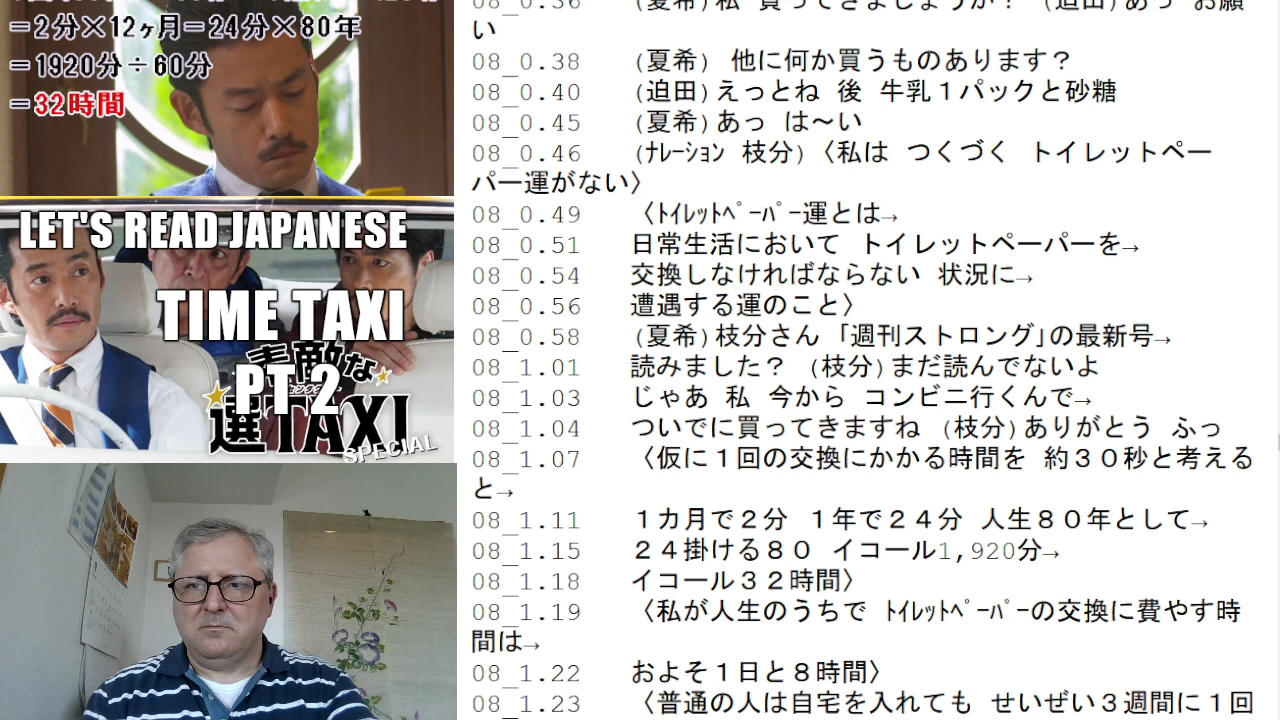 =2分×12ヶ月=24分×80年
=1920分÷60分
=32時間
LET'S READ JAPANESE
TIME TAXI
PT 2
素敵な
選TAXI
SPECIAL
08_0.36 (夏希)私 買ってきましょうか? (迫田)あっ お願
い
08_0.38 (夏希) 他に何か買うものあります?
08_0.40 (迫田)えっとね 後 牛乳1パックと砂糖
08_0.45 (夏希)あっ は〜い
08_0.46 (ﾅﾚｰｼｮﾝ 枝分)〈私は つくづく トイレットペー
パー運がない〉
08_0.49 〈ﾄｲﾚｯﾄﾍﾟｰﾊﾟｰ運とは→
08_0.51 日常生活において トイレットペーパーを→
08_0.54 交換しなければならない 状況に→
08_0.56 遭遇する運のこと〉
08_0.58 (夏希)枝分さん ｢週刊ストロング｣の最新号→
08_1.01 読みました? (枝分)まだ読んでないよ
08_1.03 じゃあ 私 今から コンビニ行くんで→
08_1.04 ついでに買ってきますね (枝分)ありがとう ふっ
08_1.07 〈仮に1回の交換にかかる時間を 約30秒と考える
と→
08_1.11 1カ月で2分 1年で24分 人生80年として→
08_1.15 24掛ける80 イコール1,920分→
08_1.18 イコール32時間〉
08_1.19 〈私が人生のうちで ﾄｲﾚｯﾄﾍﾟｰﾊﾟｰの交換に費やす時
間は→
08_1.22 およそ1日と8時間〉
08_1.23 〈普通の人は自宅を入れても せいぜい3週間に1回